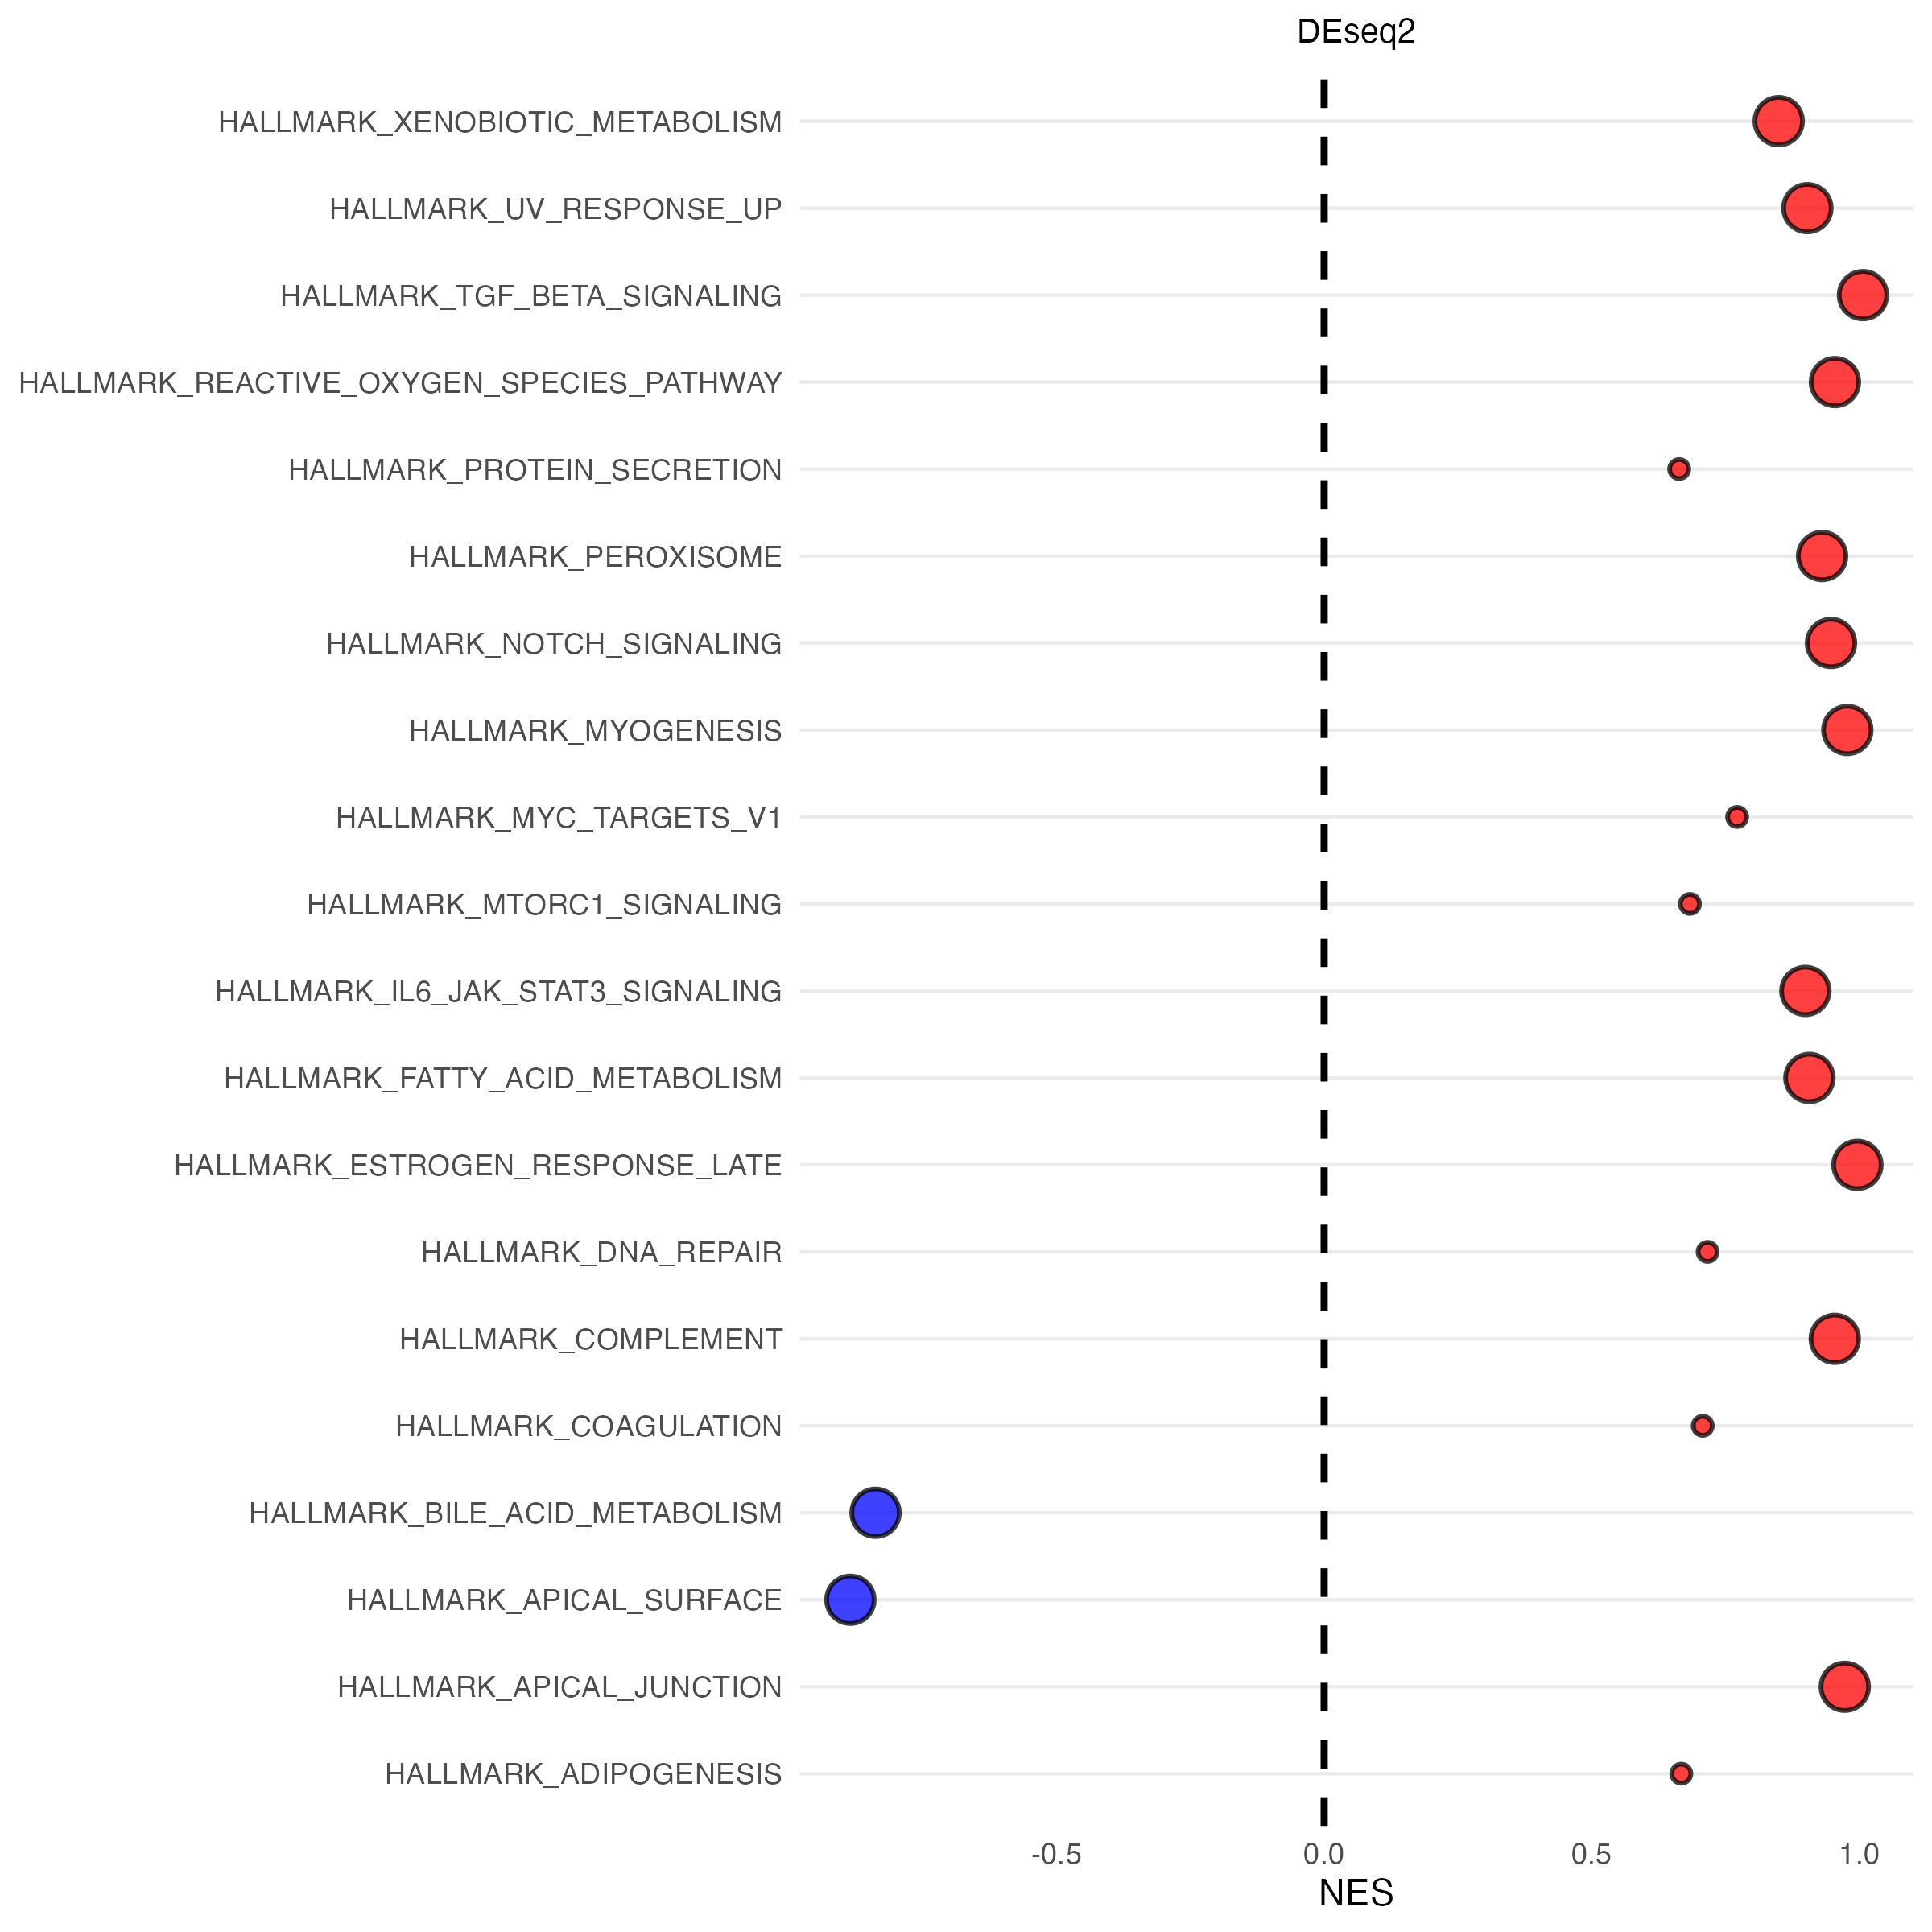 DEseq2
HALLMARK_XENOBIOTIC_METABOLISM
HALLMARK_UV_RESPONSE_UP
HALLMARK_TGF_BETA_SIGNALING
HALLMARK_REACTIVE_OXYGEN_SPECIES_PATHWAY
HALLMARK_PROTEIN_SECRETION
HALLMARK_PEROXISOME
HALLMARK_NOTCH_SIGNALING
HALLMARK_MYOGENESIS
HALLMARK_MYC_TARGETS_V1
HALLMARK_MTORC1_SIGNALING
HALLMARK_IL6_JAK_STAT3_SIGNALING
HALLMARK_FATTY_ACID_METABOLISM
HALLMARK_ESTROGEN_RESPONSE_LATE
HALLMARK_DNA_REPAIR
HALLMARK_COMPLEMENT
HALLMARK_COAGULATION
HALLMARK_BILE_ACID_METABOLISM
HALLMARK_APICAL_SURFACE
HALLMARK_APICAL_JUNCTION
HALLMARK_ADIPOGENESIS
-0.5 0.0 0.5 1.0
NES